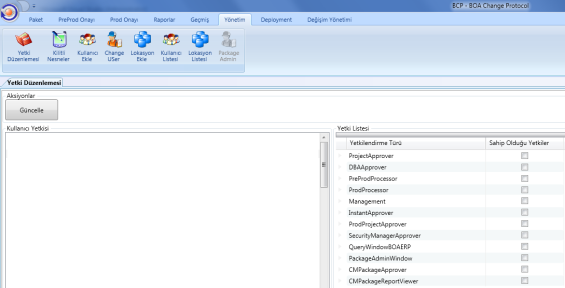 BCP - BOA Change Protocol
Paket PreProd Onayı Prod Onayı Raporlar Geçmiş Yönetim Deployment Değişim Yönetimi
Yetki Düzenlemesi
Kilitli Nesneler
Kullanıcı Ekle
Change USer
Lokasyon Ekle
Kullanıcı Listesi
Lokasyon Listesi
Package Admin
Yetki Düzenlemesi
Aksiyonlar
Güncelle
Kullanıcı Yetkisi
Yetki Listesi
Yetkilendirme Türü Sahip Olduğu Yetkiler
ProjectApprover
DBAApprover
PreProdProcessor
ProdProcessor
Management
InstantApprover
ProdProjectApprover
SecurityManagerApprover
QueryWindowBOAERP
PackageAdminWindow
CMPackageApprover
CMPackageReportViewer